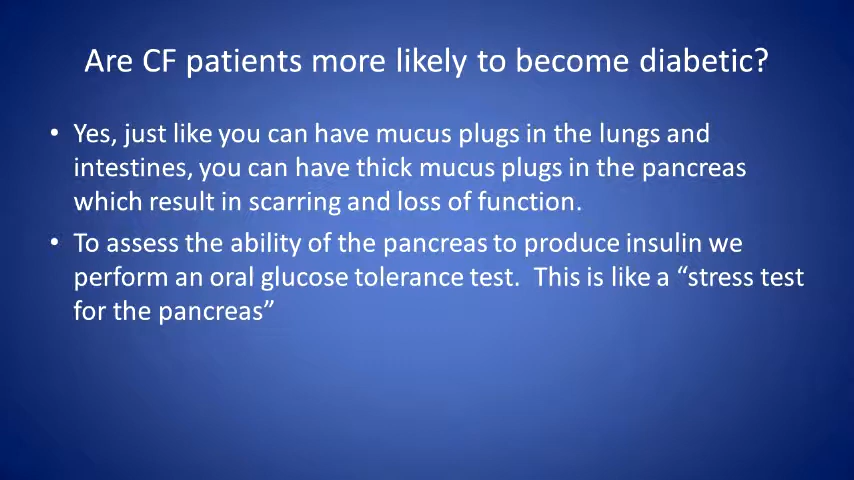 Are CF patients more likely to become diabetic?
• Yes, just like you can have mucus plugs in the lungs and
intestines, you can have thick mucus plugs in the pancreas
which result in scarring and loss of function.
• To assess the ability of the pancreas to produce insulin we
perform an oral glucose tolerance test.  This is like a “stress test
for the pancreas”